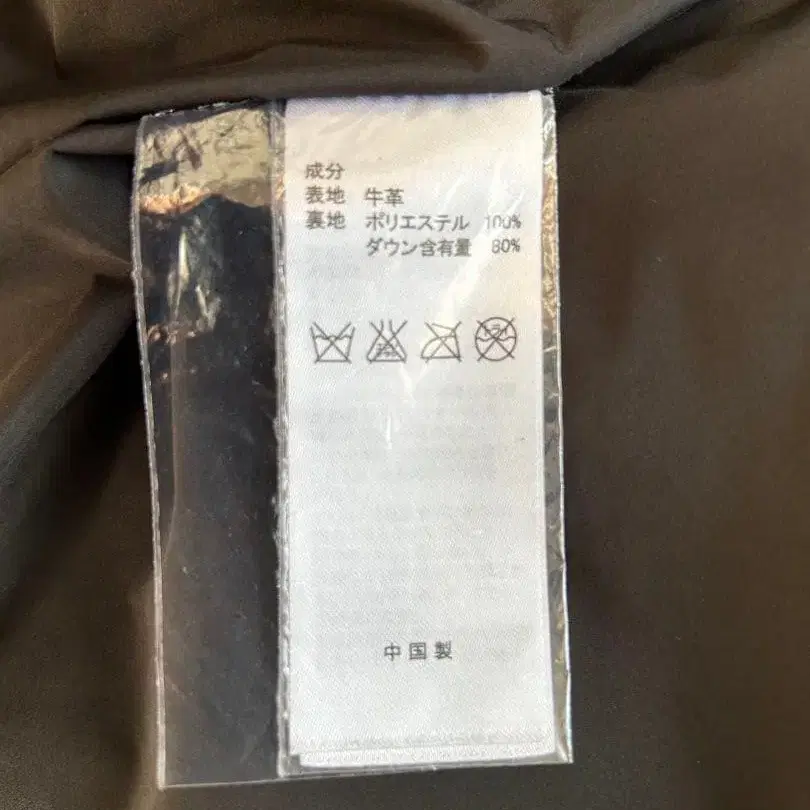 成分
表地 牛革
裏地 ポリエステル 100%
ダウン含有量 80%
中国製